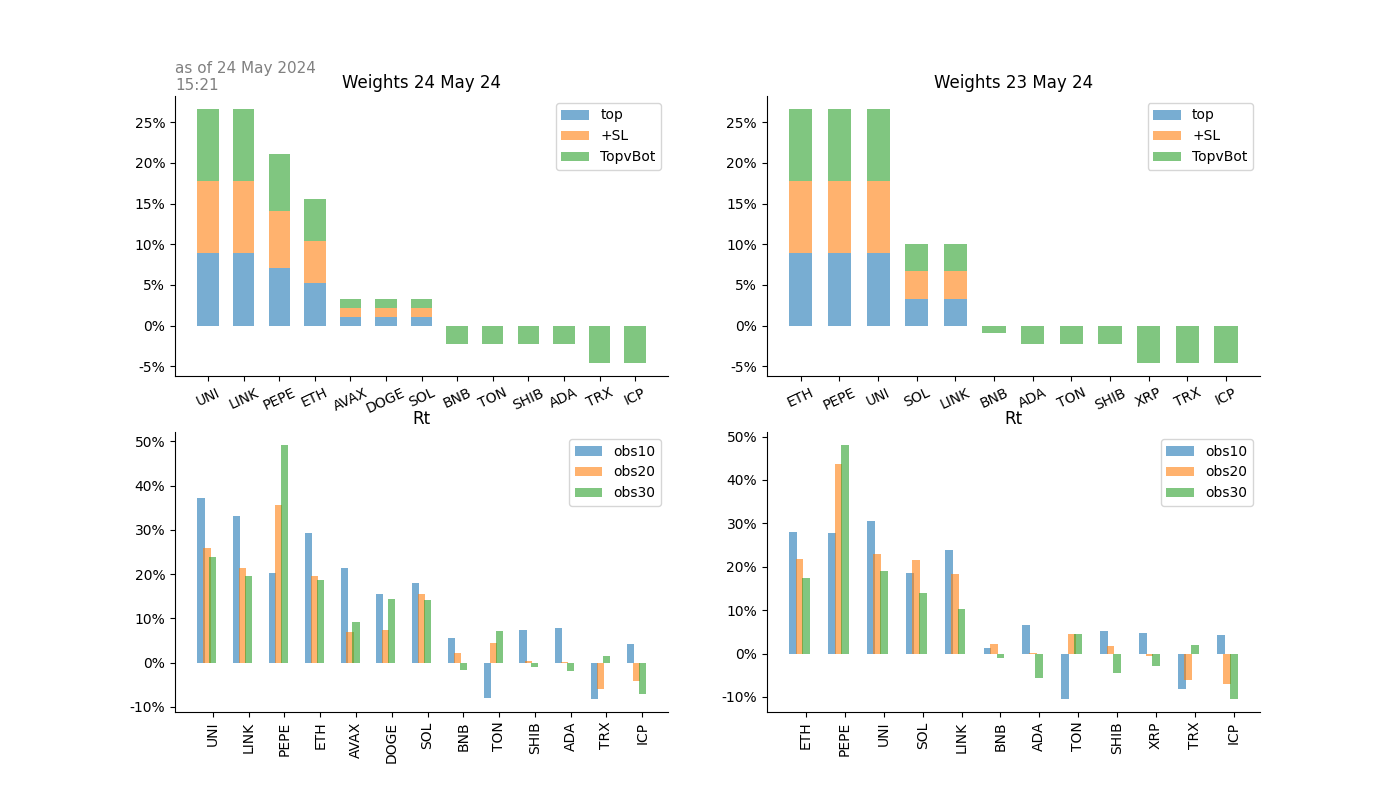 as of 24 May 2024
15:21
Weights 24 May 24
25%
20%
15%
10%
5%
0%
-5%
top
+SL
TopvBot
UNI LINK PEPE ETH AVAX DOGE SOL BNB TON SHIB ADA TRX ICP
Weights 23 May 24
25%
20%
15%
10%
5%
0%
-5%
top
+SL
TopvBot
ETH PEPE UNI SOL LINK BNB ADA TON SHIB XRP TRX ICP
Rt
50%
40%
30%
20%
10%
0%
-10%
obs10
obs20
obs30
UNI LINK PEPE ETH AVAX DOGE SOL BNB TON SHIB ADA TRX ICP
Rt
50%
40%
30%
20%
10%
0%
-10%
obs10
obs20
obs30
ETH PEPE UNI SOL LINK BNB ADA TON SHIB XRP TRX ICP